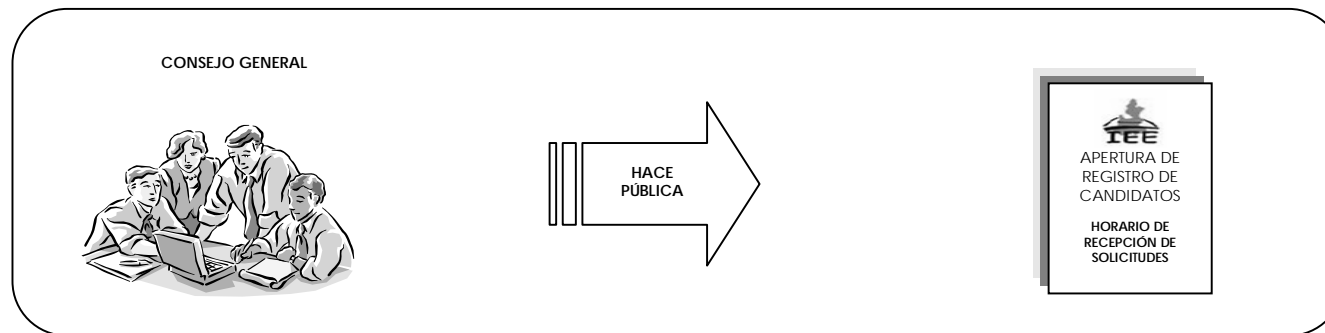 CONSEJO GENERAL
HACE
PÚBLICA
IEE
APERTURA DE
REGISTRO DE
CANDIDATOS
HORARIO DE
RECEPCIÓN DE
SOLICITUDES